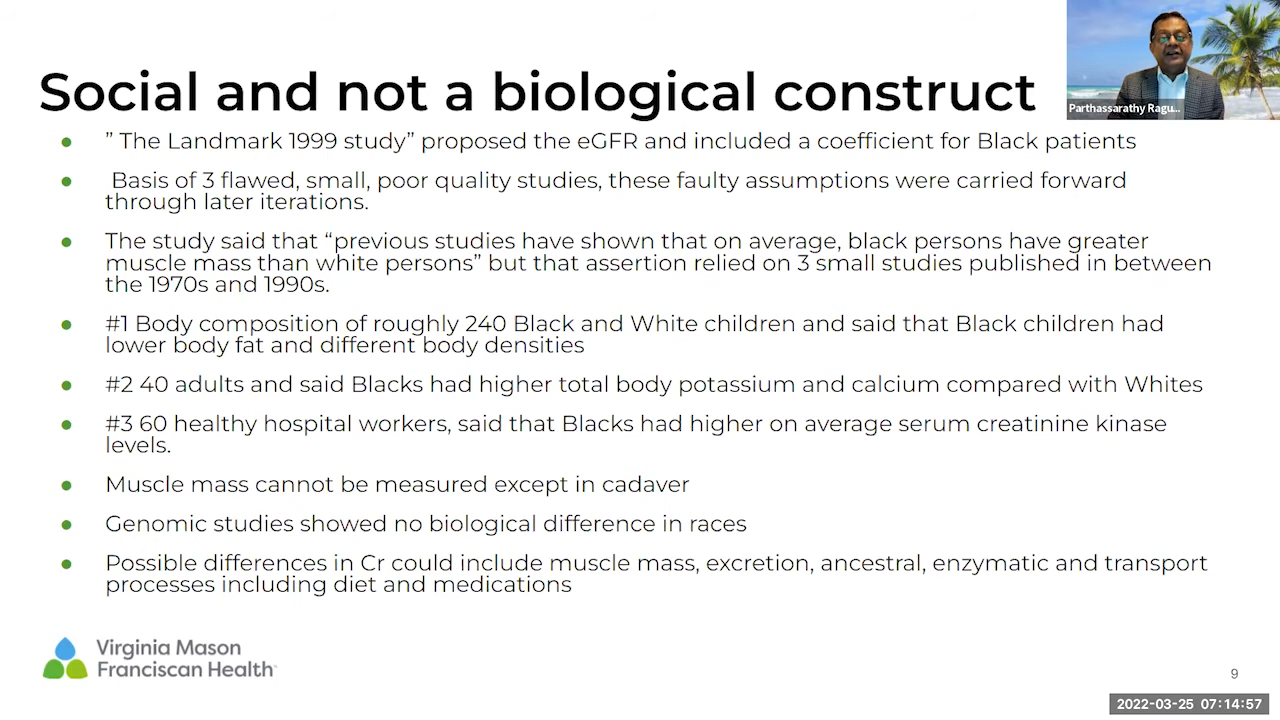 Social and not a biological construct
Parthassarathy Ragu...
” The Landmark 1999 study” proposed the eGFR and included a coefficient for Black patients
Basis of 3 flawed, small, poor quality studies, these faulty assumptions were carried forward
through later iterations.
The study said that “previous studies have shown that on average, black persons have greater
muscle mass than white persons” but that assertion relied on 3 small studies published in between
the 1970s and 1990s.
#1 Body composition of roughly 240 Black and White children and said that Black children had
lower body fat and different body densities
#2 40 adults and said Blacks had higher total body potassium and calcium compared with Whites
#3 60 healthy hospital workers, said that Blacks had higher on average serum creatinine kinase
levels.
Muscle mass cannot be measured except in cadaver
Genomic studies showed no biological difference in races
Possible differences in Cr could include muscle mass, excretion, ancestral, enzymatic and transport
processes including diet and medications
Virginia Mason
Franciscan Health
9
2022-03-25 07:14:57